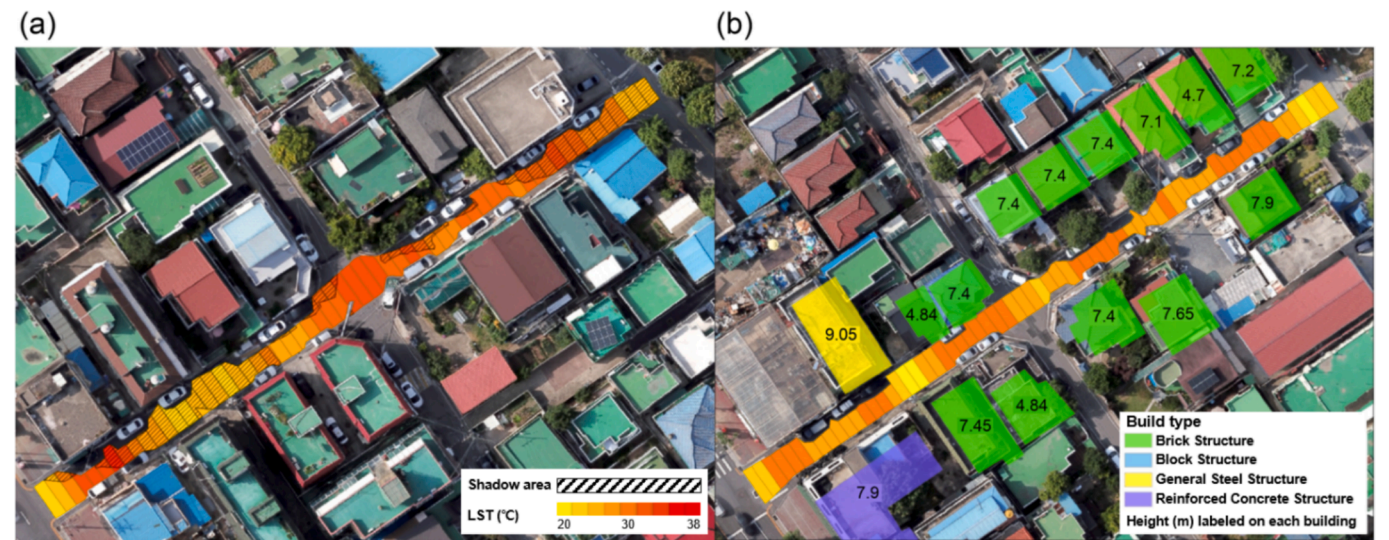 (a)
(b)
7.2
4.7
7.1
7.4
7.4
7.4
7.9
7.4
4.84
7.4
7.65
9.05
7.45
4.84
7.9
Shadow area
LST (℃)
20 30 38
Build type
Brick Structure
Block Structure
General Steel Structure
Reinforced Concrete Structure
Height (m) labeled on each building